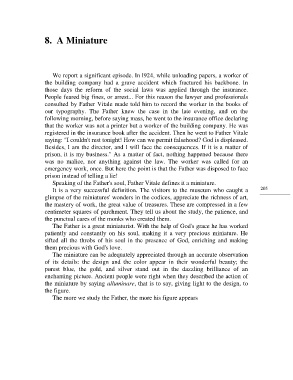 8. A Miniature
We report a significant episode. In 1924, while unloading papers, a worker of
the building company had a grave accident which fractured his backbone. In
those days the reform of the social laws was applied through the insurance.
People feared big fines, or arrest... For this reason the lawyer and professionals
consulted by Father Vitale made told him to record the worker in the books of
our typography. The Father knew the case in the late evening, and on the
following morning, before saying mass, he went to the insurance office declaring
that the worker was not a printer but a worker of the building company. He was
registered in the insurance book after the accident. Then he went to Father Vitale
saying: "I couldn't rest tonight! How can we permit falsehood? God is displeased.
Besides, I am the director, and I will face the consequences. If it is a matter of
prison, it is my business." As a matter of fact, nothing happened because there
was no malice, nor anything against the law. The worker was called for an
emergency work, once. But here the point is that the Father was disposed to face
prison instead of telling a lie!
Speaking of the Father's soul, Father Vitale defines it a miniature.
It is a very successful definition. The visitors to the museum who caught a
glimpse of the miniatures' wonders in the codices, appreciate the richness of art,
the mastery of work, the great value of treasures. These are compressed in a few
centimeter squares of parchment. They tell us about the study, the patience, and
the punctual cares of the monks who created them.
The Father is a great miniaturist. With the help of God's grace he has worked
patiently and constantly on his soul, making it a very precious miniature. He
sifted all the throbs of his soul in the presence of God, enriching and making
them precious with God's love.
The miniature can be adequately appreciated through an accurate observation
of its details: the design and the color appear in their wonderful beauty; the
purest blue, the gold, and silver stand out in the dazzling brilliance of an
enchanting picture. Ancient people were right when they described the action of
the miniature by saying alluminare, that is to say, giving light to the design, to
the figure.
The more we study the Father, the more his figure appears